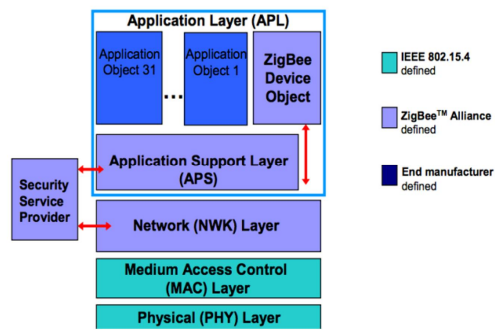 Application Layer (APL)
Application
Object 31
...
Application
Object 1
ZigBee
Device
Object
Application Support Layer
(APS)
Security
Service
Provider
Network (NWK) Layer
Medium Access Control
(MAC) Layer
Physical (PHY) Layer
IEEE 802.15.4
defined
ZigBee™ Alliance
defined
End manufacturer
defined